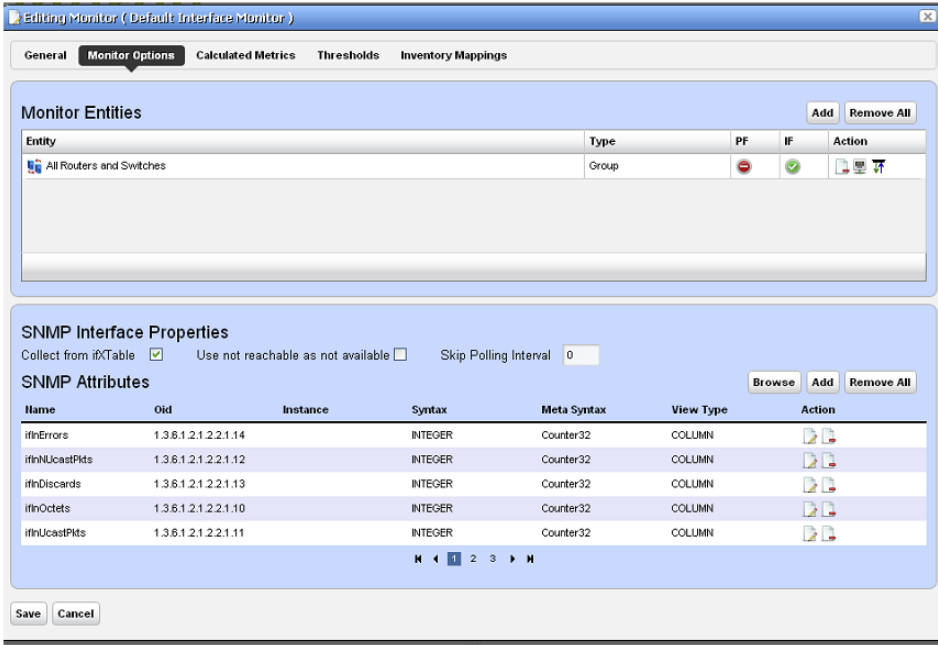 Editing Monitor ( Default Interface Monitor )
General Monitor Options Calculated Metrics Thresholds Inventory Mappings
Monitor Entities Add Remove All
Entity Type PF IF Action
All Routers and Switches Group
SNMP Interface Properties
Collect from ifXTable Use not reachable as not available Skip Polling Interval 0
SNMP Attributes Browse Add Remove All
Name Oid Instance Syntax Meta Syntax View Type Action
ifInErrors 1.3.6.1.2.1.2.2.1.14 INTEGER Counter32 COLUMN
ifInNUcastPkts 1.3.6.1.2.1.2.2.1.12 INTEGER Counter32 COLUMN
ifInDiscards 1.3.6.1.2.1.2.2.1.13 INTEGER Counter32 COLUMN
ifInOctets 1.3.6.1.2.1.2.2.1.10 INTEGER Counter32 COLUMN
ifInUcastPkts 1.3.6.1.2.1.2.2.1.11 INTEGER Counter32 COLUMN
1 2 3
Save Cancel